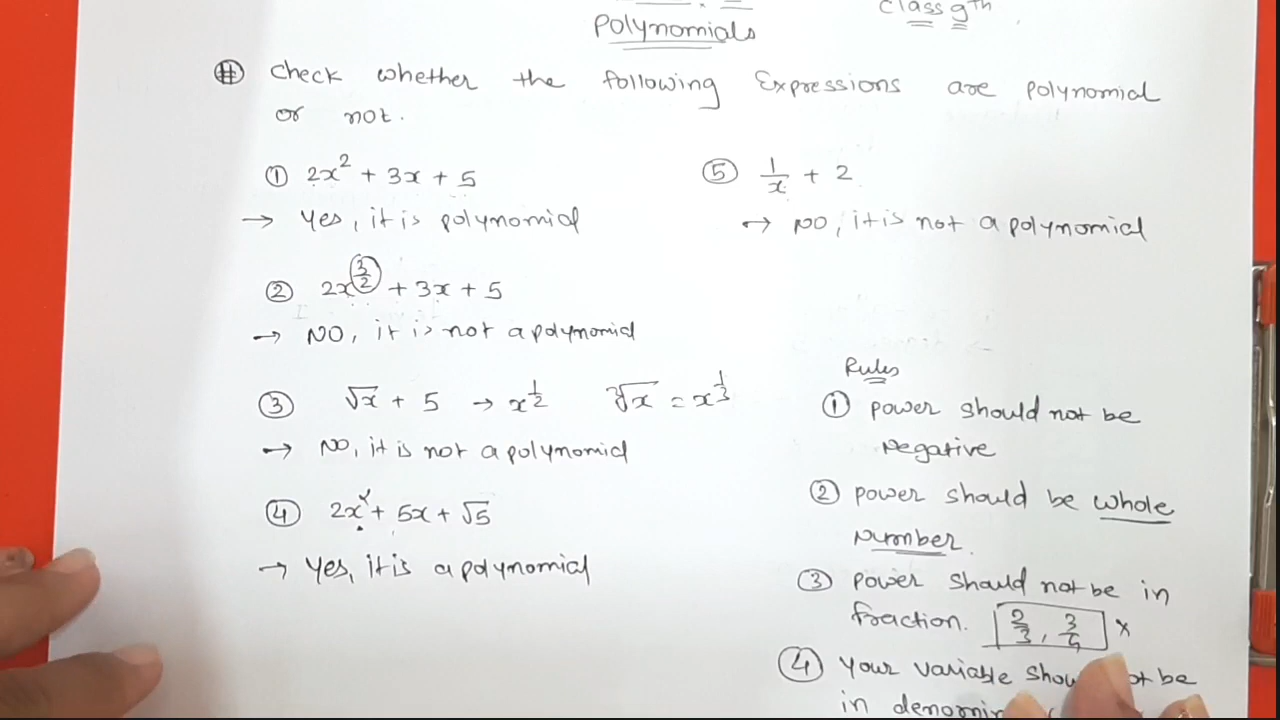 Polynomials
Class 9th
# Check whether the following Expressions are polynomial
or not.
① 2x² + 3x + 5
→ Yes, it is polynomial
② 2x^(3/2) + 3x + 5
→ NO, it is not a polynomial
③ √x + 5 → x^(1/2) ∛x = x^(1/3)
→ No, it is not a polynomial
④ 2x² + 5x + √5
→ Yes, it is a polynomial
⑤ 1/x + 2
→ NO, it is not a polynomial
Rules
① power should not be
Negative
② power should be whole
Number.
③ power should not be in
fraction. 2/3, 3/4 ×
④ your variable be
in